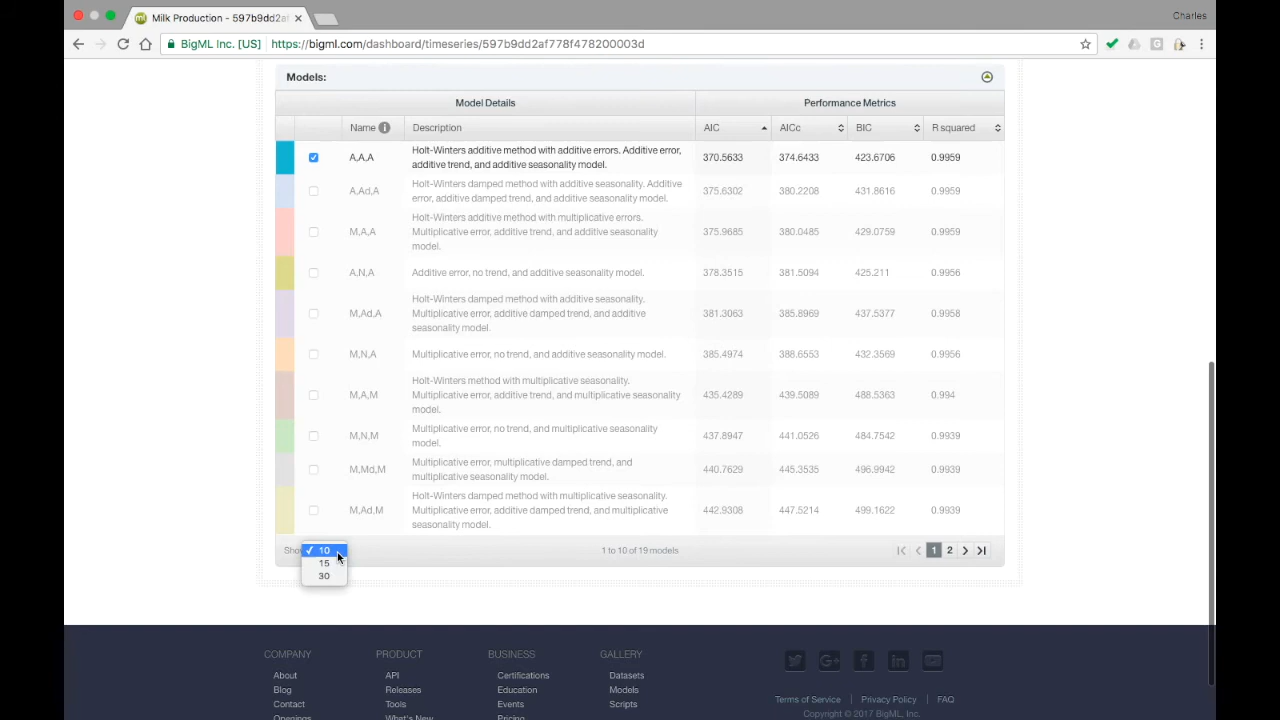 Milk Production - 597b9dd2a
Charles
BigML Inc. [US] https://bigml.com/dashboard/timeseries/597b9dd2af778f478200003d
Models:
Model Details Performance Metrics
Name Description AIC AICc BIC R squared
A,A,A Holt-Winters additive method with additive errors. Additive error, 370.5633 374.6433 423.6706 0.9959
additive trend, and additive seasonality model.
A,Ad,A Holt-Winters damped method with additive seasonality. Additive 375.6302 380.2208 431.8616 0.9959
error, additive damped trend, and additive seasonality model.
Holt-Winters additive method with multiplicative errors.
M,A,A Multiplicative error, additive trend, and additive seasonality 375.9685 380.0485 429.0759 0.9959
model.
A,N,A Additive error, no trend, and additive seasonality model. 378.3515 381.5094 425.211 0.9956
Holt-Winters damped method with additive seasonality.
M,Ad,A Multiplicative error, additive damped trend, and additive 381.3063 385.8969 437.5377 0.9958
seasonality model.
M,N,A Multiplicative error, no trend, and additive seasonality model. 385.4974 388.6553 432.3569 0.9956
Holt-Winters method with multiplicative seasonality.
M,A,M Multiplicative error, additive trend, and multiplicative seasonality 435.4289 439.5089 488.5363 0.994
model.
M,N,M Multiplicative error, no trend, and multiplicative seasonality 437.8947 441.0526 484.7542 0.9939
model.
M,Md,M Multiplicative error, multiplicative damped trend, and 440.7629 445.3535 496.9942 0.9939
multiplicative seasonality model.
Holt-Winters damped method with multiplicative seasonality.
M,Ad,M Multiplicative error, additive damped trend, and multiplicative 442.9308 447.5214 499.1622 0.9939
seasonality model.
Sho 10 1 to 10 of 19 models 1 2
15
30
COMPANY PRODUCT BUSINESS GALLERY
About API Certifications Datasets
Blog Releases Education Models
Contact Tools Events Scripts
Terms of Service | Privacy Policy | FAQ
Openings What's New Pricing
Copyright © 2017 BigML, Inc.